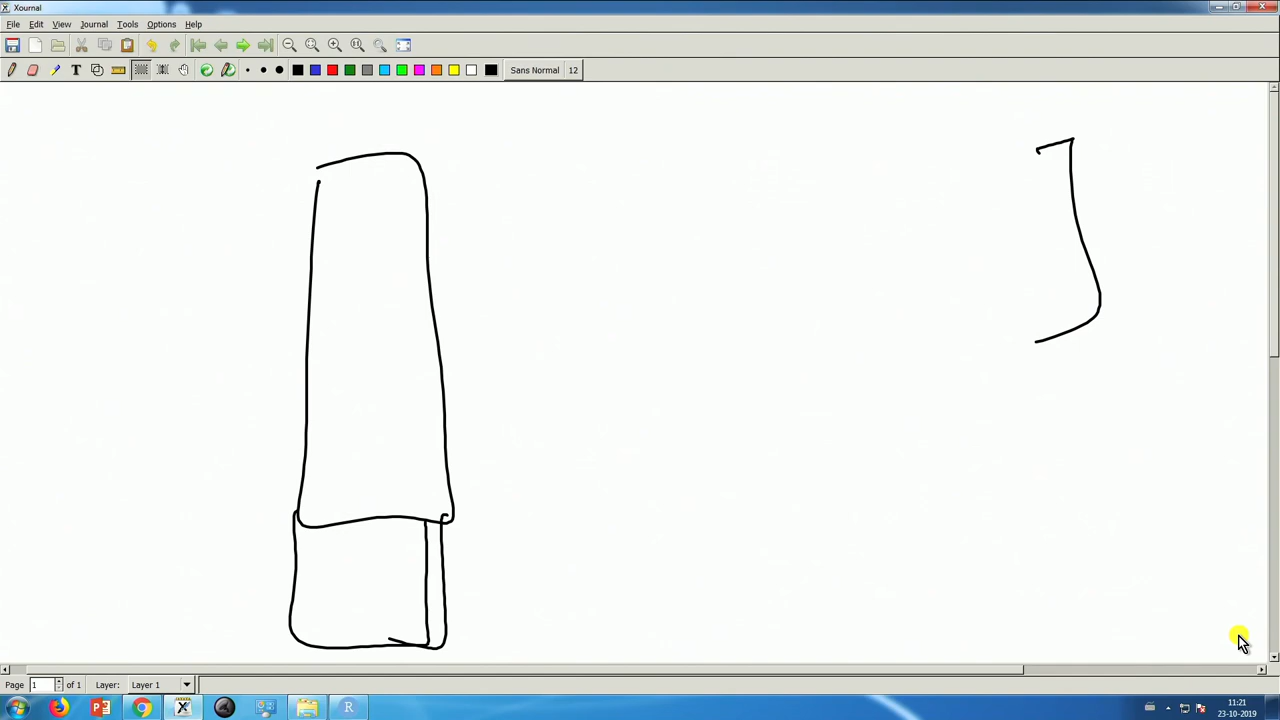 Xournal
File Edit View Journal Tools Options Help
Sans Normal 12
Page 1 of 1 Layer: Layer 1
11:21
23-10-2019